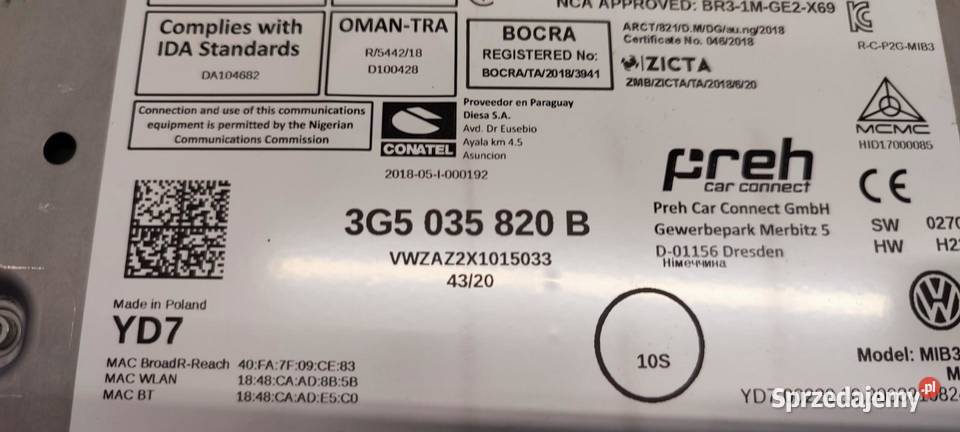 Complies with
IDA Standards
DA104682
OMAN-TRA
R/5442/18
D100428
BOCRA
REGISTERED No:
BOCRA/TA/2018/3941
NCA APPROVED: BR3-1M-GE2-X69
ARCT/821/D.M/DG/au.ng/2018
Certificate No. 046/2018
ZICTA
ZMB/ZICTA/TA/2018/6/20
R-C-P2G-MIB3
MCMC
HID17000085
Connection and use of this communications
equipment is permitted by the Nigerian
Communications Commission
CONATEL
2018-05-I-000192
Proveedor en Paraguay
Diesa S.A.
Avd. Dr Eusebio
Ayala km 4.5
Asuncion
preh
car connect
Preh Car Connect GmbH
Gewerbepark Merbitz 5
D-01156 Dresden
Німеччина
CE
SW 0270
HW
3G5 035 820 B
VWZAZ2X1015033
43/20
Made in Poland
YD7
MAC BroadR-Reach 40:FA:7F:09:CE:83
MAC WLAN 18:48:CA:AD:8B:5B
MAC BT 18:48:CA:AD:E5:C0
10S
VW
Model: MIB3
M
Sprzedajemy.pl